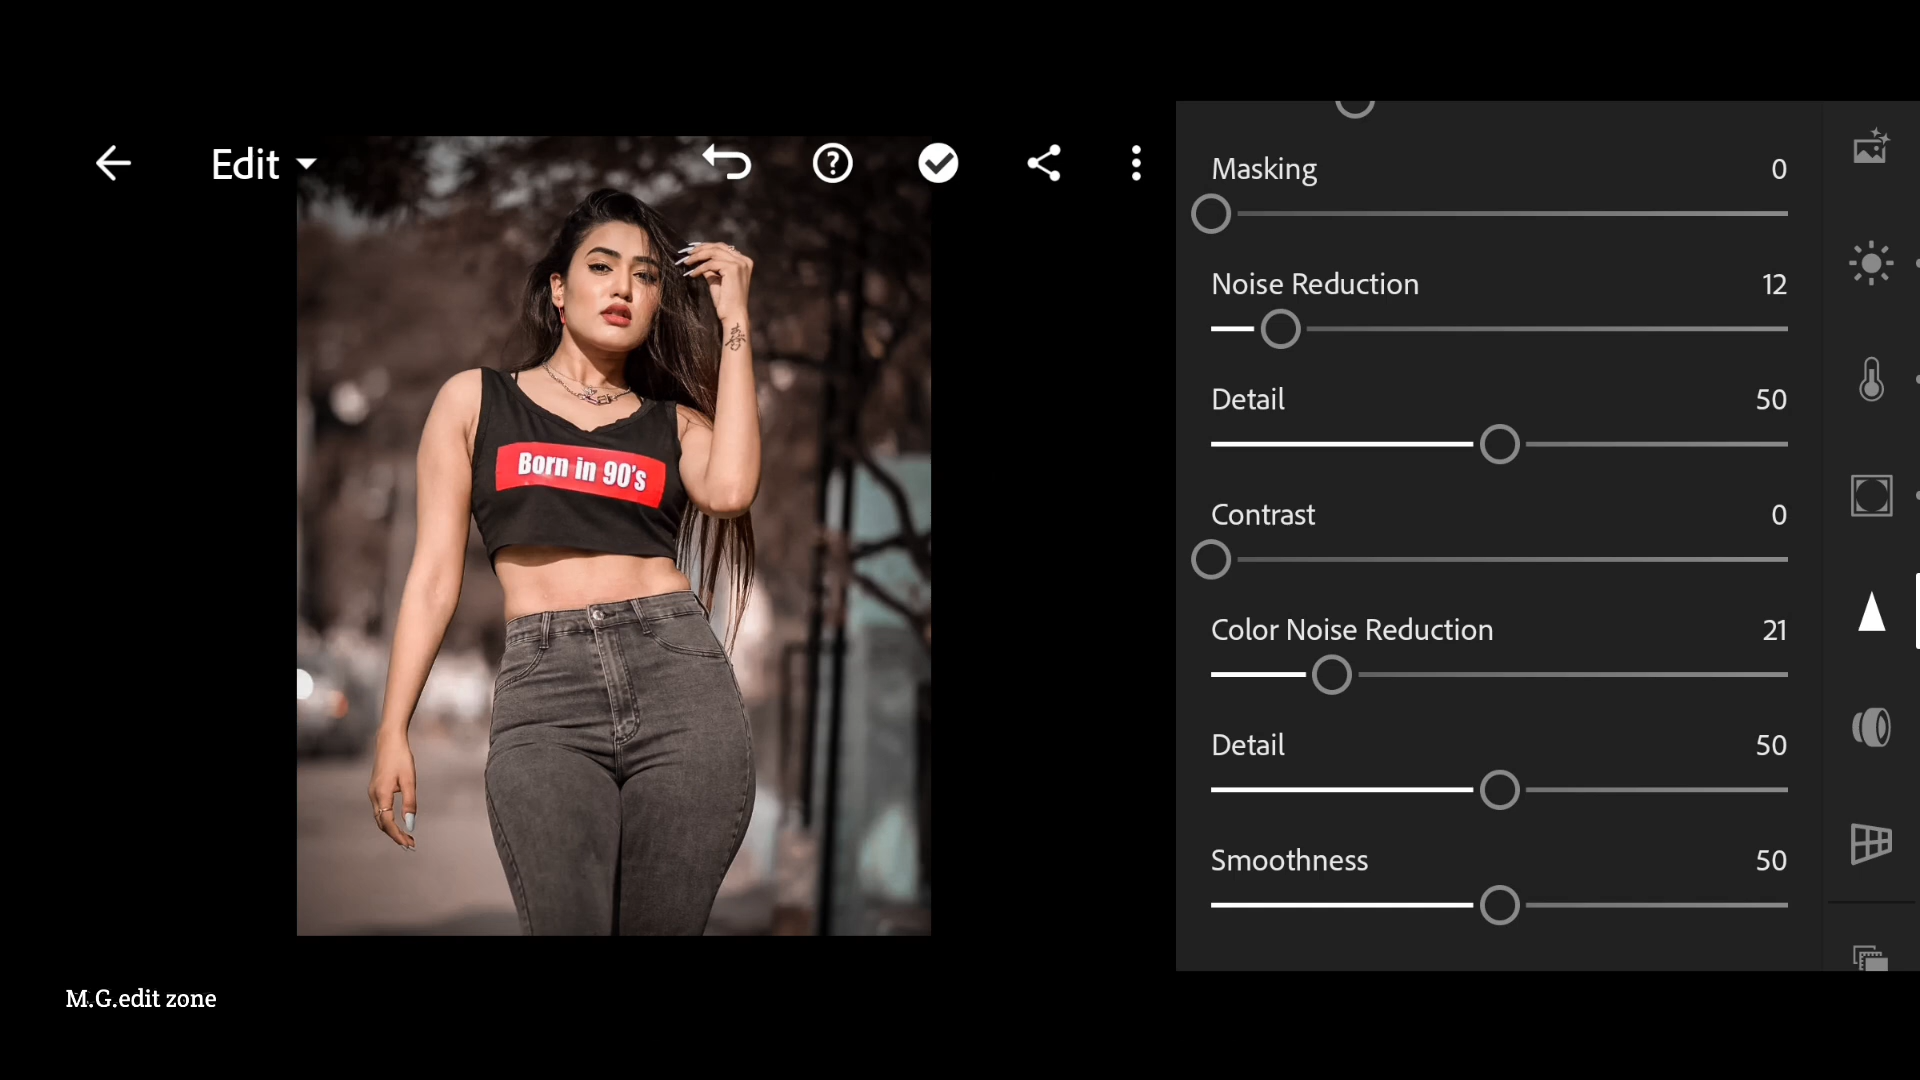 Edit
Born in 90's
Masking 0
Noise Reduction 12
Detail 50
Contrast 0
Color Noise Reduction 21
Detail 50
Smoothness 50
M.G.edit zone